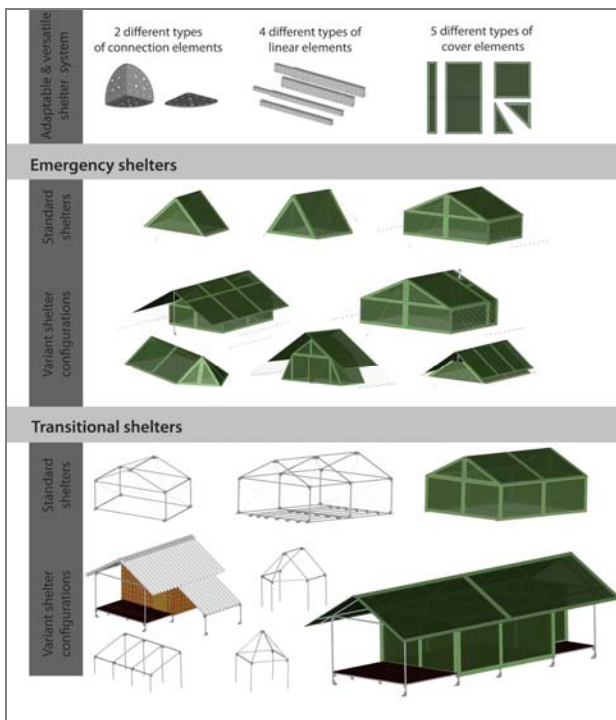 Adaptable & versatile
shelter system
2 different types
of connection elements
4 different types of
linear elements
5 different types of
cover elements
Emergency shelters
Standard
shelters
Variant shelter
configurations
Transitional shelters
Standard
shelters
Variant shelter
configurations